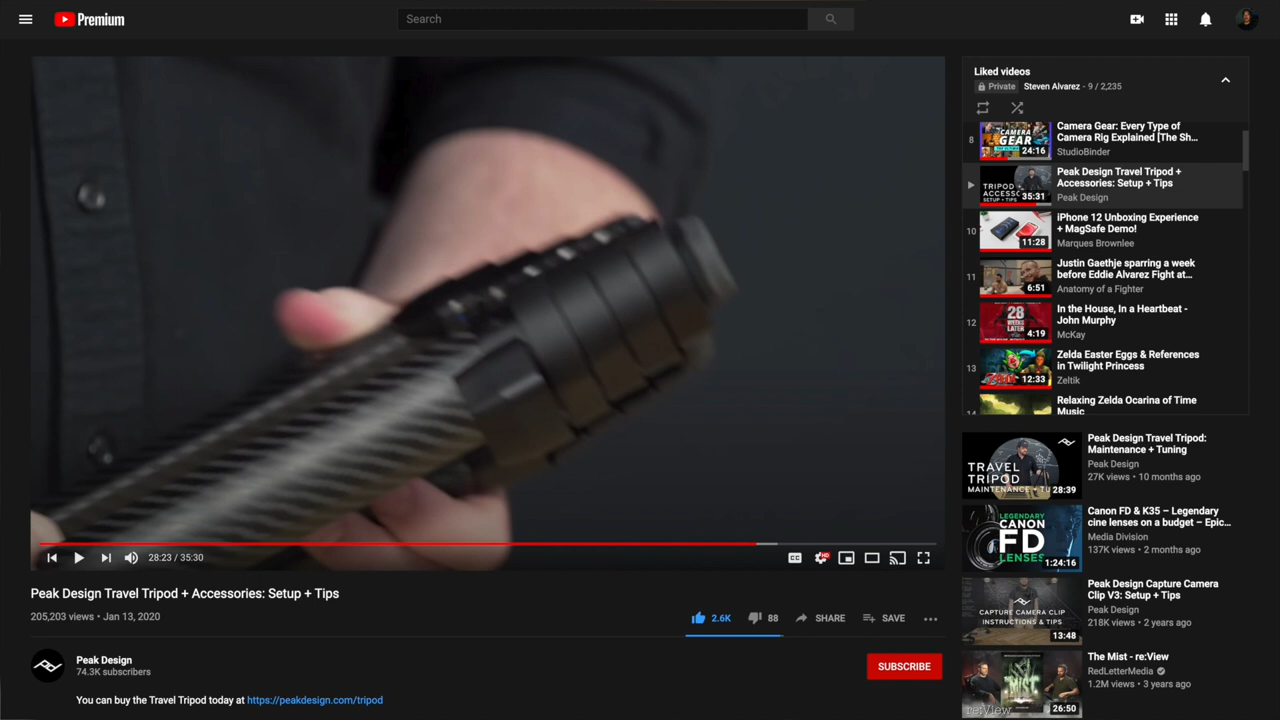 Premium
Search
CC
HD
28:23 / 35:30
Peak Design Travel Tripod + Accessories: Setup + Tips
205,203 views • Jan 13, 2020
2.6K
88
SHARE
SAVE
Peak Design
74.3K subscribers
SUBSCRIBE
You can buy the Travel Tripod today at https://peakdesign.com/tripod
Liked videos
Private Steven Alvarez - 9 / 2,235
8
CAMERA
GEAR
24:16
Camera Gear: Every Type of
Camera Rig Explained [The Sh...
StudioBinder
TRIPOD
ACCESSO
SETUP + TIPS
35:31
Peak Design Travel Tripod +
Accessories: Setup + Tips
Peak Design
10
11:28
iPhone 12 Unboxing Experience
+ MagSafe Demo!
Marques Brownlee
11
6:51
Justin Gaethje sparring a week
before Eddie Alvarez Fight at...
Anatomy of a Fighter
12
28
WEEKS
LATER
4:19
In the House, In a Heartbeat -
John Murphy
McKay
13
12:33
Zelda Easter Eggs & References
in Twilight Princess
Zeltik
14
Relaxing Zelda Ocarina of Time
Music
TRAVEL
TRIPOD
MAINTENANCE + TU
28:39
Peak Design Travel Tripod:
Maintenance + Tuning
Peak Design
27K views • 10 months ago
LEGENDARY
CANON
FD
LENSES
1:24:16
Canon FD & K35 – Legendary
cine lenses on a budget – Epic...
Media Division
137K views • 2 months ago
CAPTURE CAMERA CLIP
INSTRUCTIONS & TIPS
13:48
Peak Design Capture Camera
Clip V3: Setup + Tips
Peak Design
218K views • 2 years ago
MIST
re:View
26:50
The Mist - re:View
RedLetterMedia
1.2M views • 3 years ago